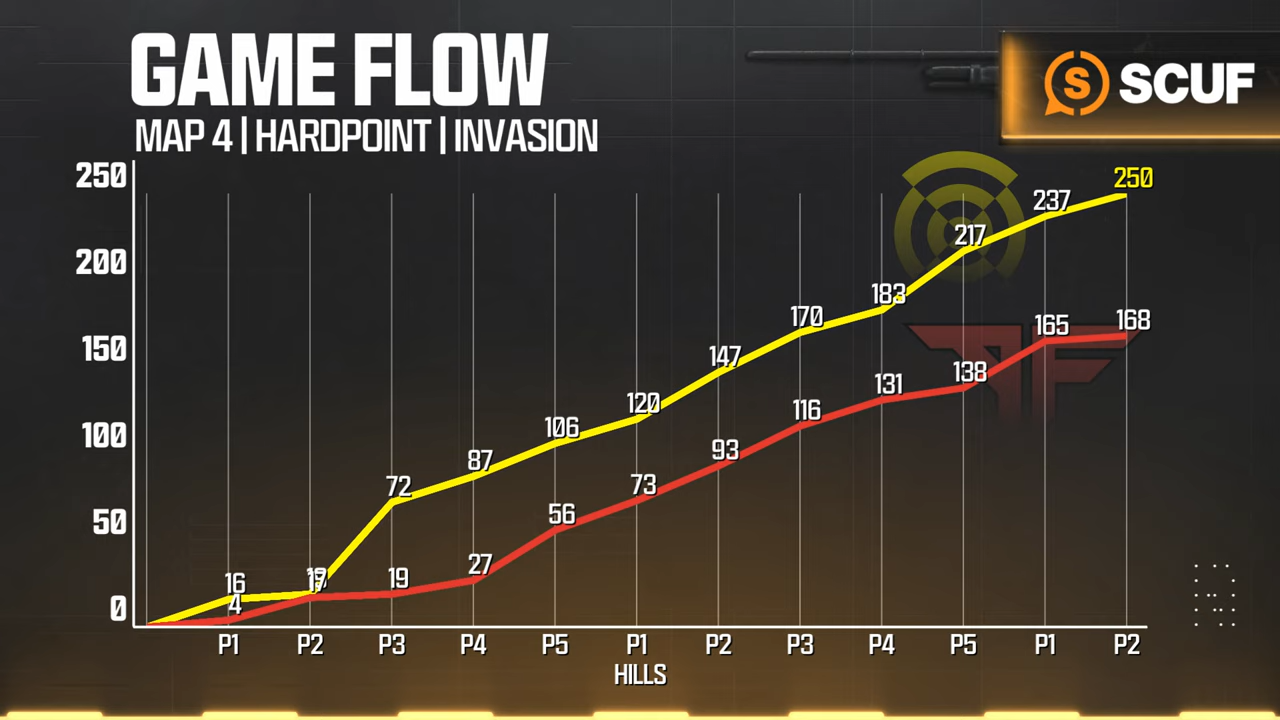 GAME FLOW
MAP 4 | HARDPOINT | INVASION
S SCUF
250
200
150
100
50
0
16 72 87 106 120 147 170 183 217 237 250
4 19 27 56 73 93 116 131 138 165 168
P1 P2 P3 P4 P5 P1 P2 P3 P4 P5 P1 P2
HILLS